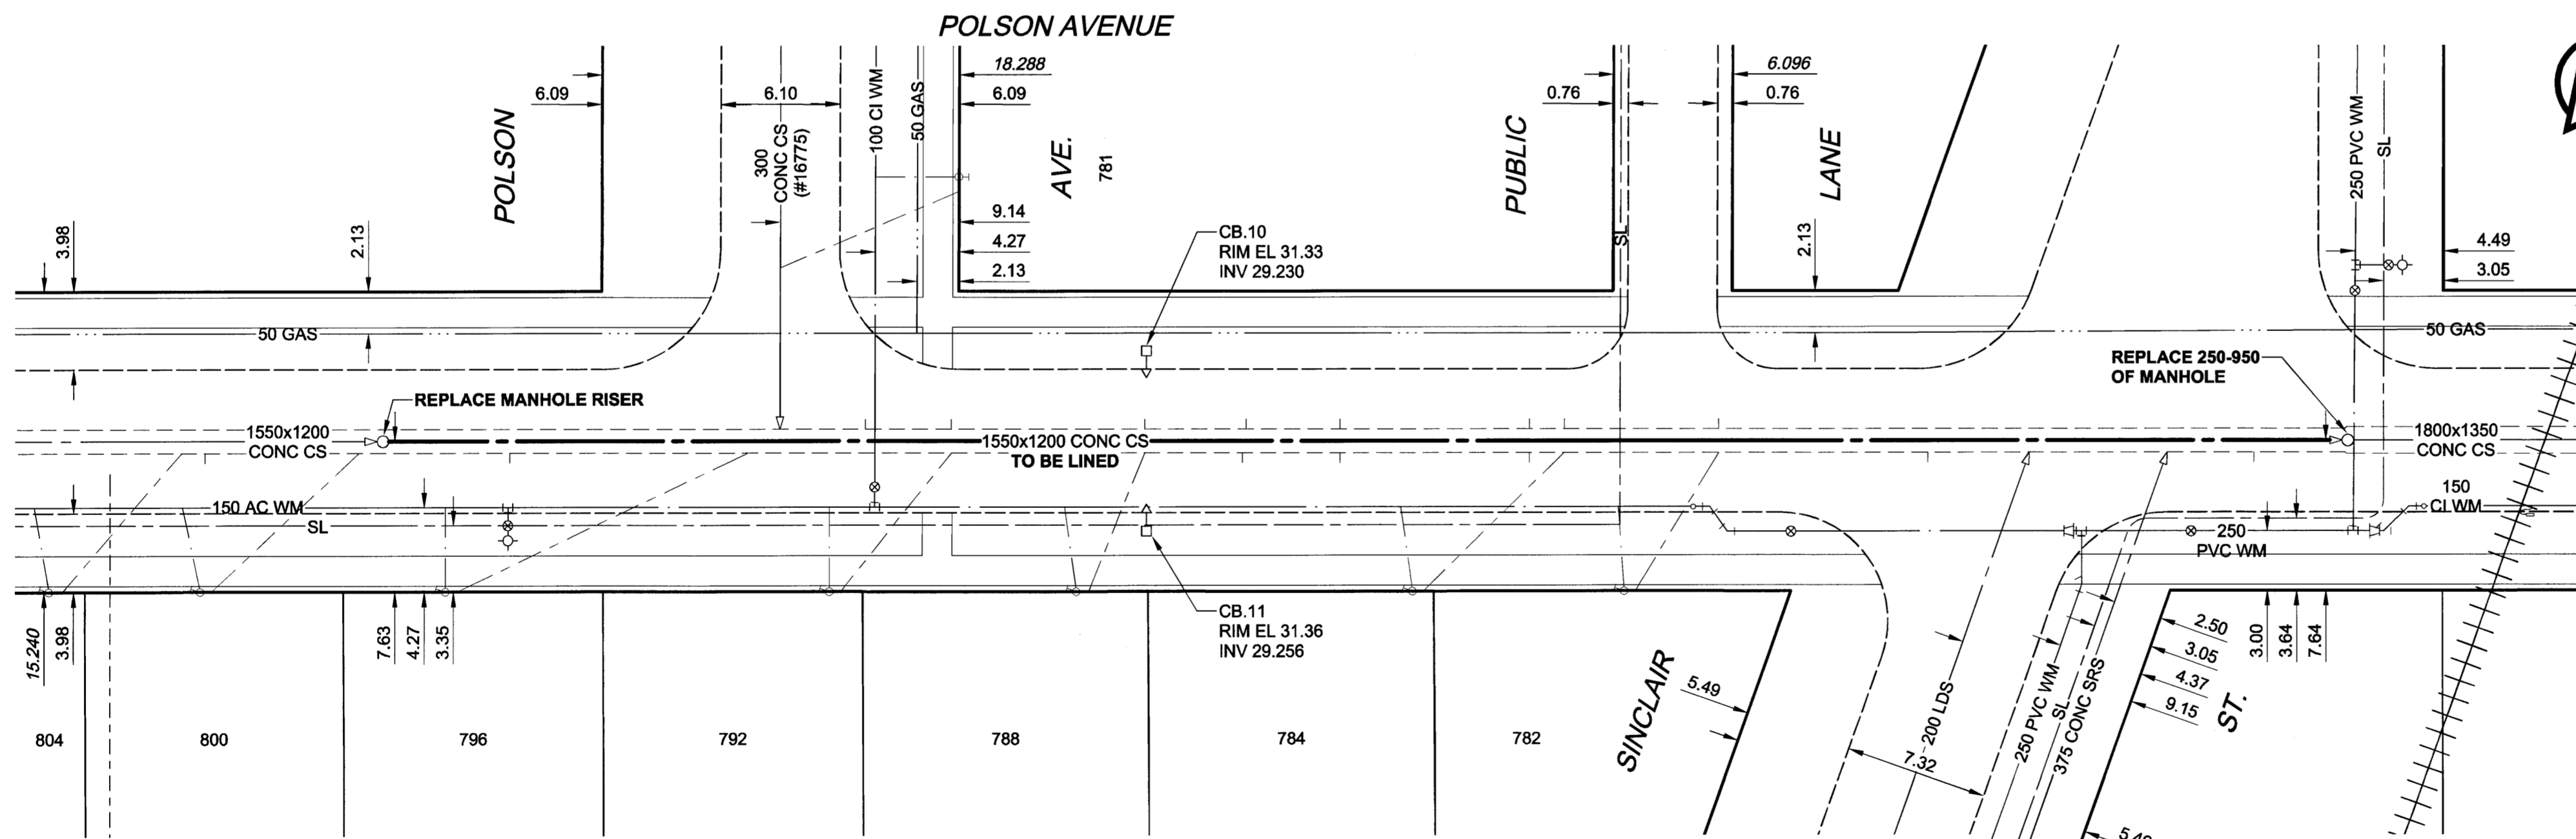 POLSON AVENUE
POLSON
6.09
6.10
300
CONC CS
(#16775)
100 CI WM
50 GAS
18.288
6.09
AVE.
781
9.14
4.27
2.13
CB.10
RIM EL 31.33
INV 29.230
PUBLIC
0.76
SL
6.096
0.76
LANE
2.13
250 PVC WM
SL
4.49
3.05
3.98
2.13
50 GAS
50 GAS
REPLACE MANHOLE RISER
REPLACE 250-950
OF MANHOLE
1550x1200
CONC CS
1550x1200 CONC CS
TO BE LINED
1800x1350
CONC CS
150 AC WM
SL
150
CI WM
250
PVC WM
15.240
3.98
7.63
4.27
3.35
CB.11
RIM EL 31.36
INV 29.256
SINCLAIR
5.49
7.32
200 LDS
250 PVC WM
SL
375 CONC SRS
2.50
3.05
4.37
9.15
ST.
3.00
3.64
7.64
804
800
796
792
788
784
782